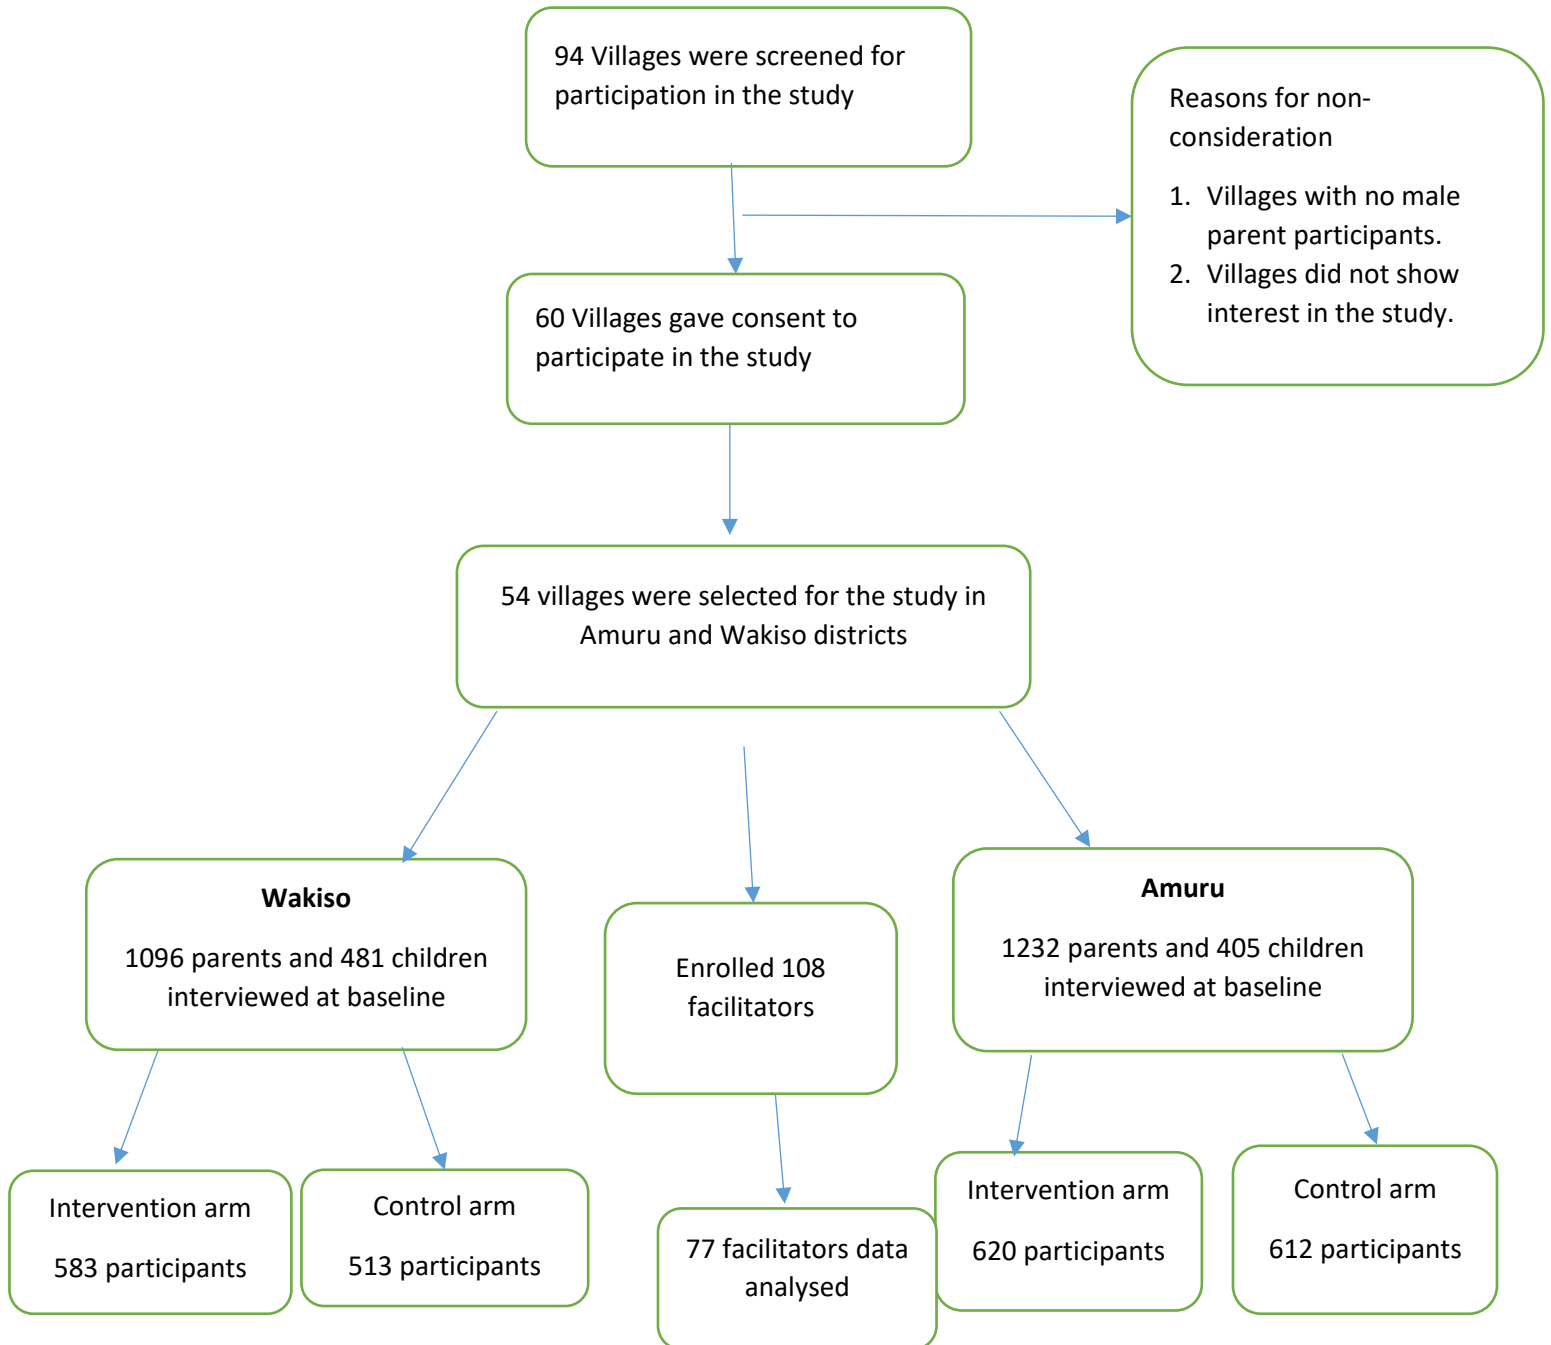 94 Villages were screened for
participation in the study
Reasons for non-
consideration
1. Villages with no male
parent participants.
2. Villages did not show
interest in the study.
60 Villages gave consent to
participate in the study
54 villages were selected for the study in
Amuru and Wakiso districts
Wakiso
1096 parents and 481 children
interviewed at baseline
Enrolled 108
facilitators
Amuru
1232 parents and 405 children
interviewed at baseline
Intervention arm
583 participants
Control arm
513 participants
77 facilitators data
analysed
Intervention arm
620 participants
Control arm
612 participants